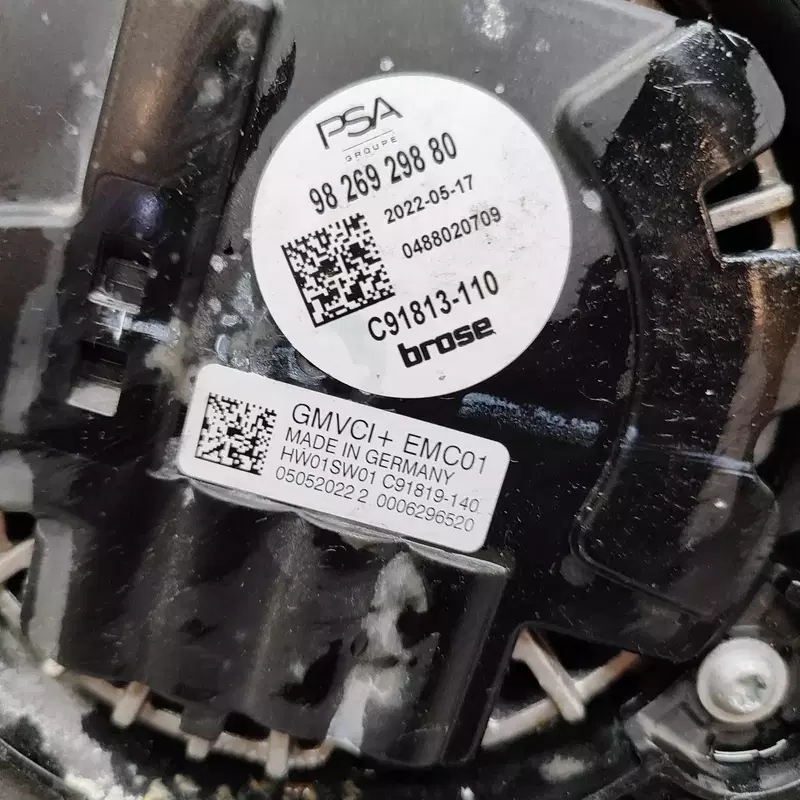 PSA
GROUPE
98 269 298 80
2022-05-17
0488020709
C91813-110
brose
GMVCI+ EMC01
MADE IN GERMANY
HW01SW01 C91819-140
05052022 2 0006296520